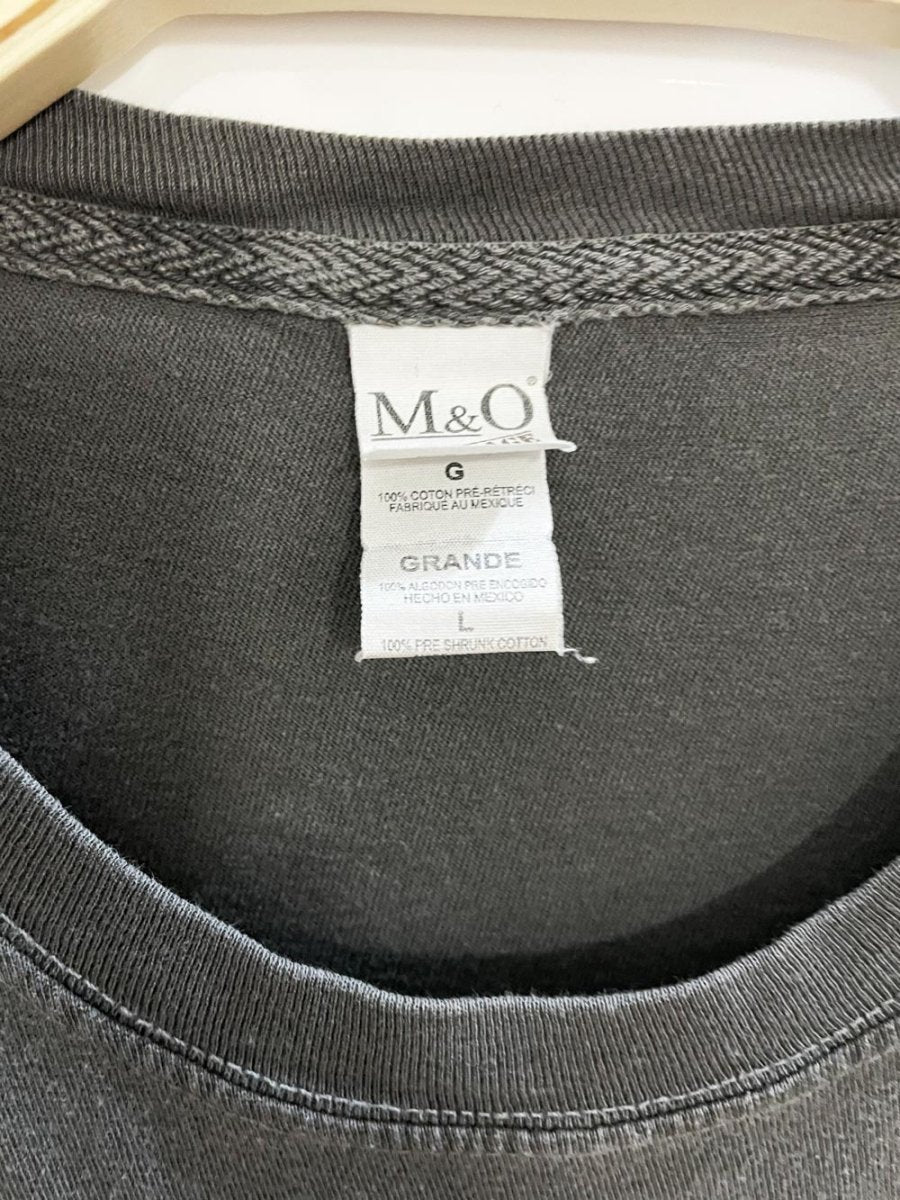 M&O®
G
100% COTON PRÉ-RÉTRÉCI
FABRIQUÉ AU MEXIQUE
GRANDE
100% ALGODON PRE ENCOGIDO
HECHO EN MEXICO
L
100% PRE SHRUNK COTTON